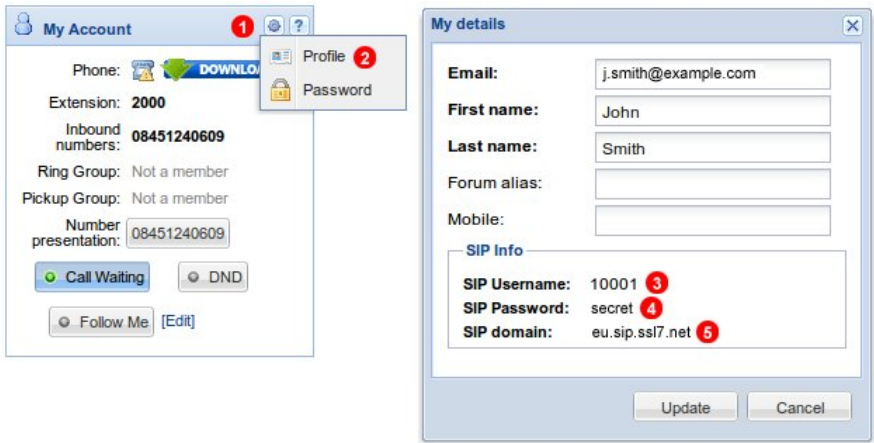 My Account 1 ?
Profile 2
Password
Phone:
Extension: 2000
Inbound
numbers: 08451240609
Ring Group: Not a member
Pickup Group: Not a member
Number
presentation: 08451240609
Call Waiting DND
Follow Me [Edit]
My details
Email: j.smith@example.com
First name: John
Last name: Smith
Forum alias:
Mobile:
SIP Info
SIP Username: 10001 3
SIP Password: secret 4
SIP domain: eu.sip.ssl7.net 5
Update Cancel